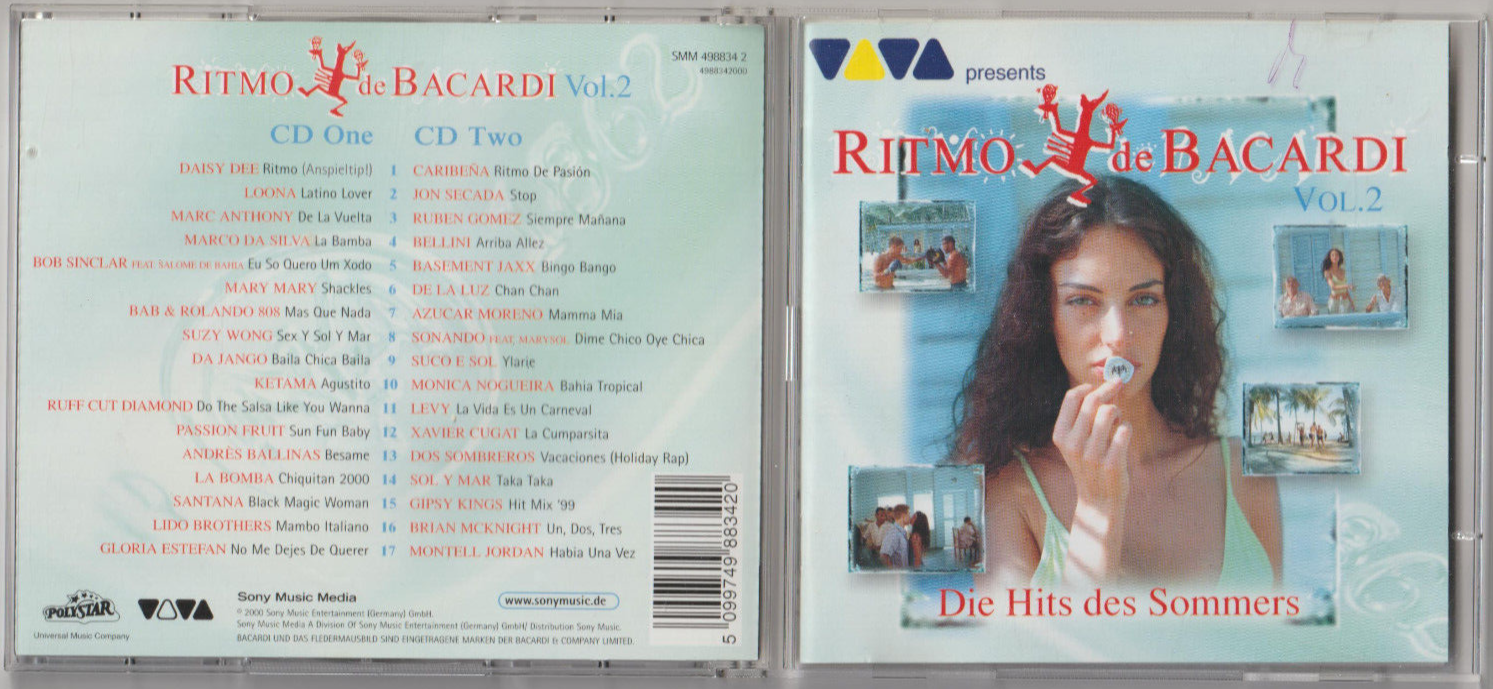 RITMO de BACARDI Vol.2
SMM 498834 2
4988342000
CD One CD Two
DAISY DEE Ritmo (Anspieltip!) 1 CARIBEÑA Ritmo De Pasión
LOONA Latino Lover 2 JON SECADA Stop
MARC ANTHONY De La Vuelta 3 RUBEN GOMEZ Siempre Mañana
MARCO DA SILVA La Bamba 4 BELLINI Arriba Allez
BOB SINCLAR FEAT. SALOME DE BAHIA Eu So Quero Um Xodo 5 BASEMENT JAXX Bingo Bango
MARY MARY Shackles 6 DE LA LUZ Chan Chan
BAB & ROLANDO 808 Mas Que Nada 7 AZUCAR MORENO Mamma Mia
SUZY WONG Sex Y Sol Y Mar 8 SONANDO FEAT. MARYSOL Dime Chico Oye Chica
DA JANGO Baila Chica Baila 9 SUCO E SOL Ylarie
KETAMA Agustito 10 MONICA NOGUEIRA Bahia Tropical
RUFF CUT DIAMOND Do The Salsa Like You Wanna 11 LEVY La Vida Es Un Carneval
PASSION FRUIT Sun Fun Baby 12 XAVIER CUGAT La Cumparsita
ANDRÉS BALLINAS Besame 13 DOS SOMBREROS Vacaciones (Holiday Rap)
LA BOMBA Chiquitan 2000 14 SOL Y MAR Taka Taka
SANTANA Black Magic Woman 15 GIPSY KINGS Hit Mix '99
LIDO BROTHERS Mambo Italiano 16 BRIAN MCKNIGHT Un, Dos, Tres
GLORIA ESTEFAN No Me Dejes De Querer 17 MONTELL JORDAN Habia Una Vez
5 099749 883420
POLYSTAR
Universal Music Company
VIVA
Sony Music Media
www.sonymusic.de
℗ 2000 Sony Music Entertainment (Germany) GmbH.
Sony Music Media A Division Of Sony Music Entertainment (Germany) GmbH/ Distribution Sony Music.
BACARDI UND DAS FLEDERMAUSBILD SIND EINGETRAGENE MARKEN DER BACARDI & COMPANY LIMITED.
VIVA presents
RITMO de BACARDI
VOL.2
Die Hits des Sommers